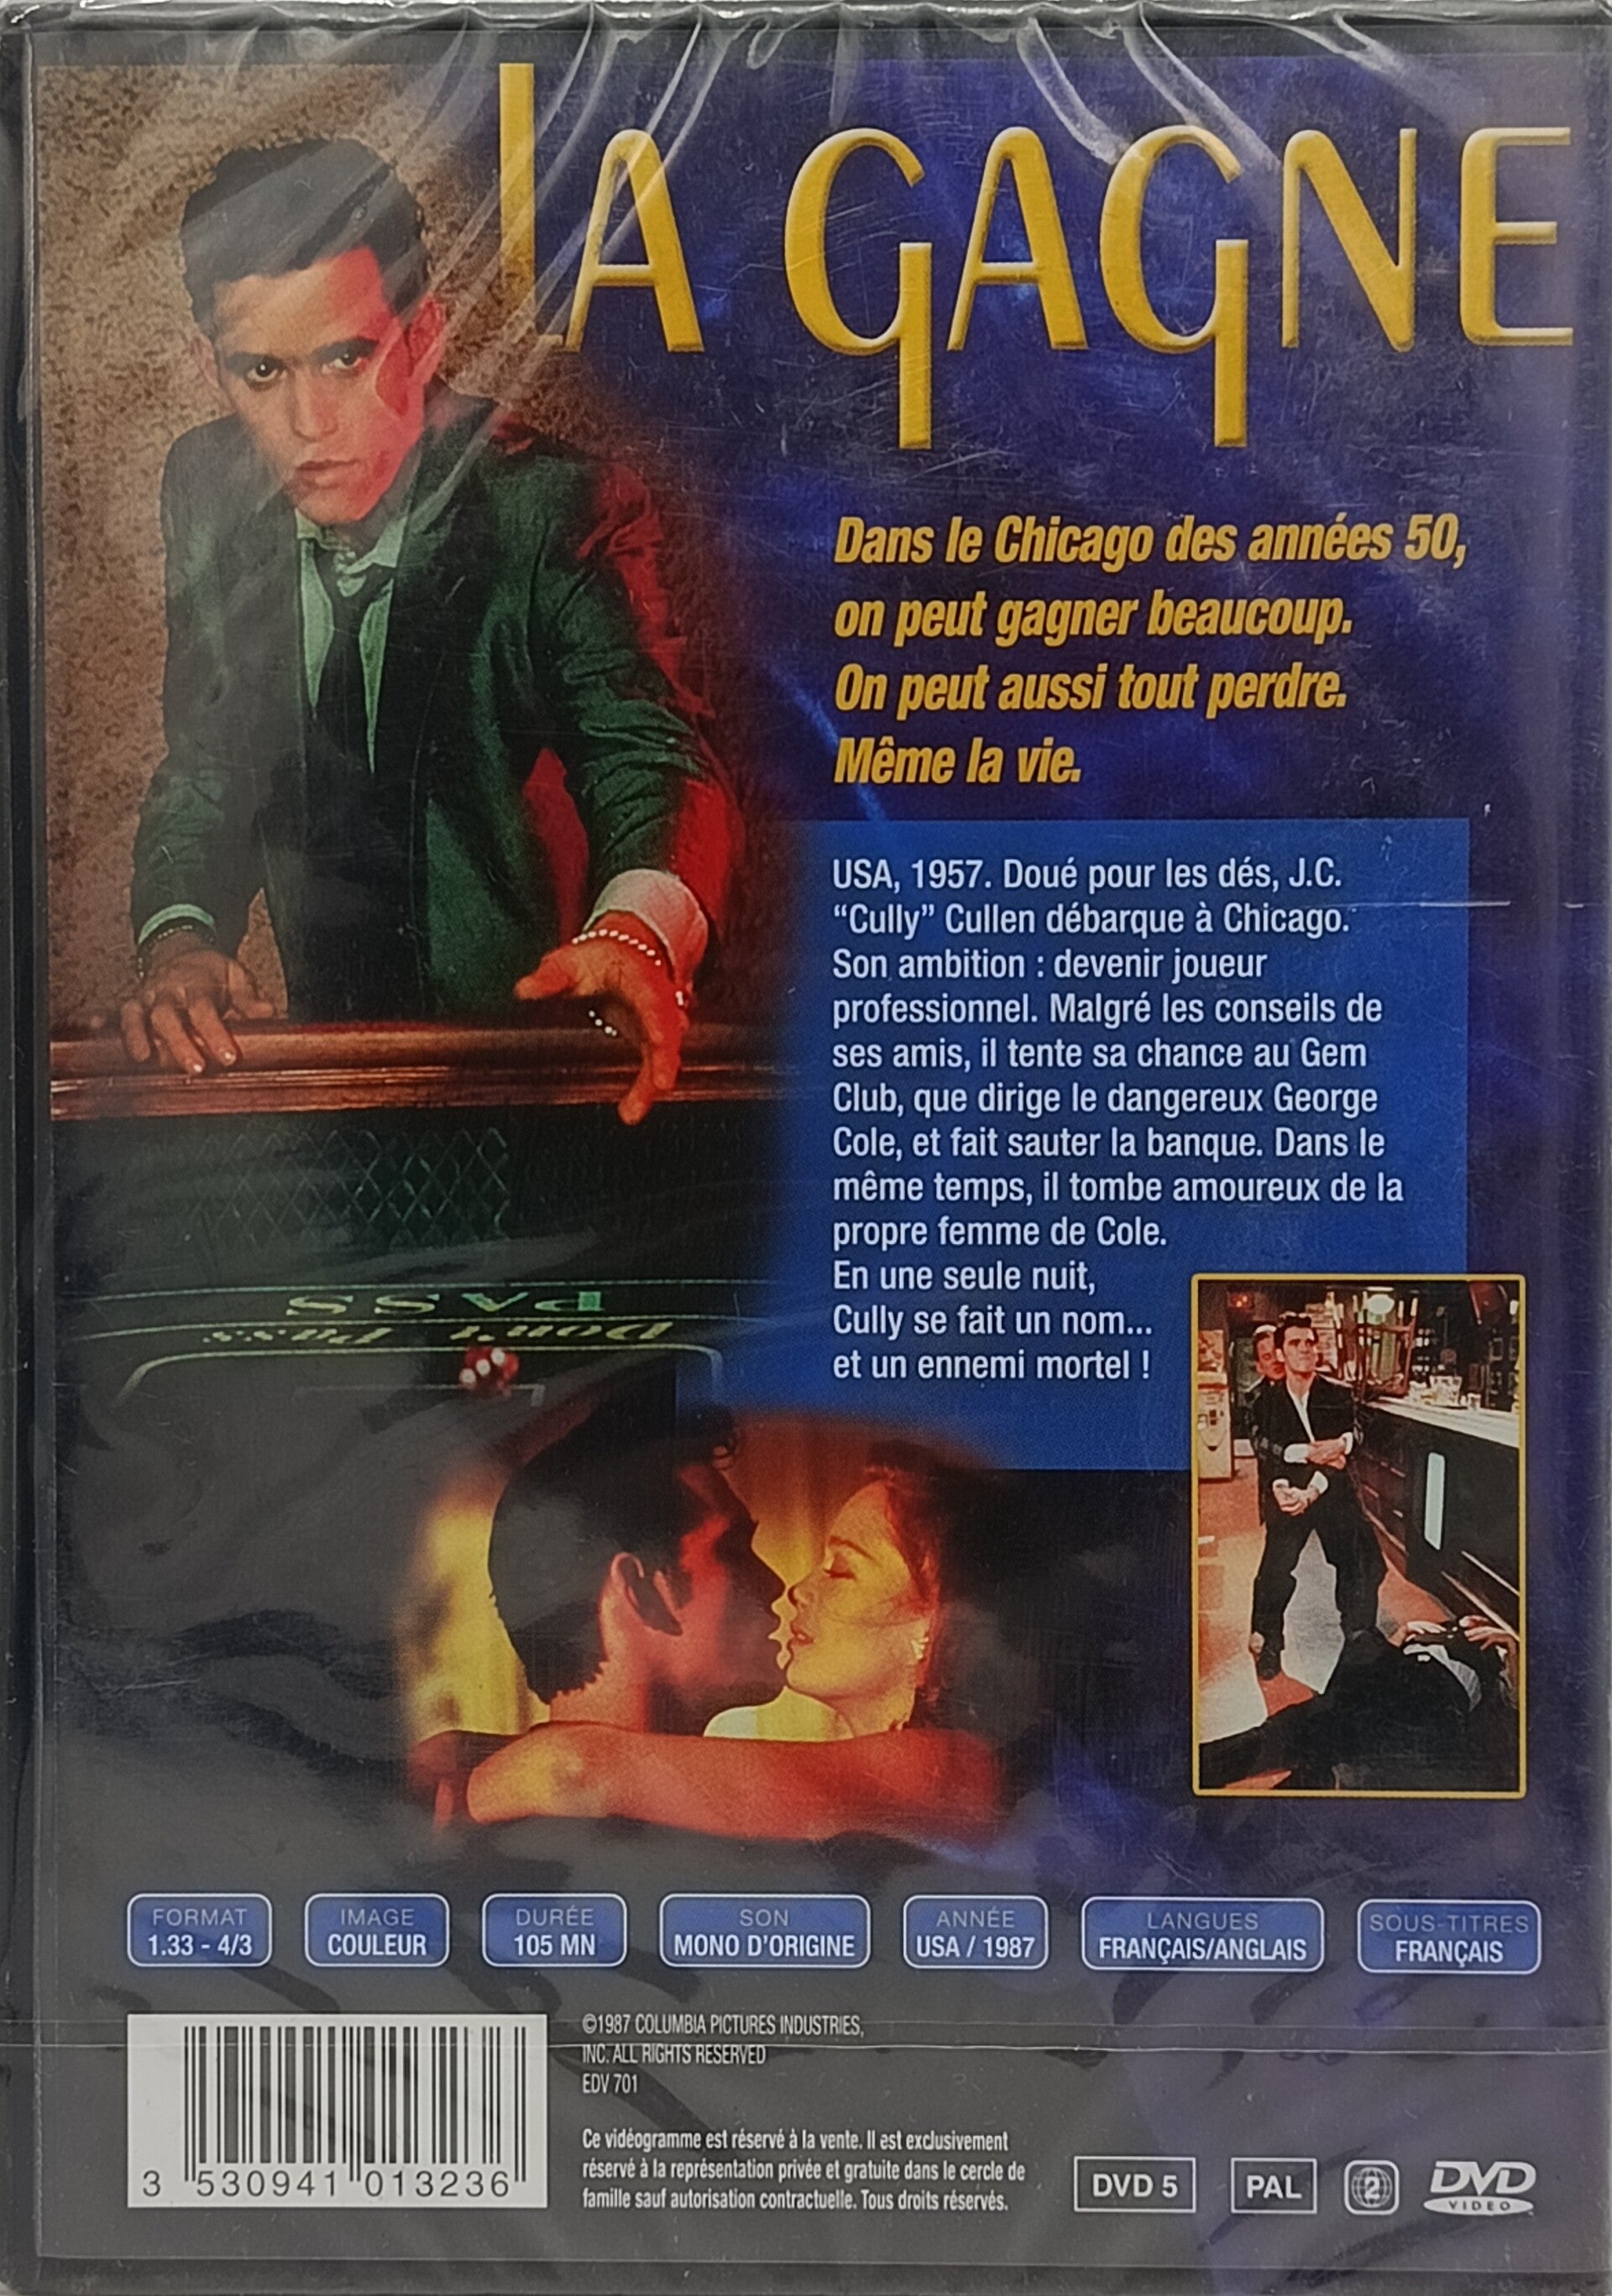 LA GAGNE
Dans le Chicago des années 50,
on peut gagner beaucoup.
On peut aussi tout perdre.
Même la vie.
USA, 1957. Doué pour les dés, J.C.
“Cully” Cullen débarque à Chicago.
Son ambition : devenir joueur
professionnel. Malgré les conseils de
ses amis, il tente sa chance au Gem
Club, que dirige le dangereux George
Cole, et fait sauter la banque. Dans le
même temps, il tombe amoureux de la
propre femme de Cole.
En une seule nuit,
Cully se fait un nom...
et un ennemi mortel !
PASS
Don't Pass
FORMAT
1.33 - 4/3
IMAGE
COULEUR
DURÉE
105 MN
SON
MONO D'ORIGINE
ANNÉE
USA / 1987
LANGUES
FRANÇAIS/ANGLAIS
SOUS-TITRES
FRANÇAIS
©1987 COLUMBIA PICTURES INDUSTRIES,
INC. ALL RIGHTS RESERVED
EDV 701
Ce vidéogramme est réservé à la vente. Il est exclusivement
réservé à la représentation privée et gratuite dans le cercle de
famille sauf autorisation contractuelle. Tous droits réservés.
3 530941 013236
DVD 5
PAL
2
DVD
VIDEO